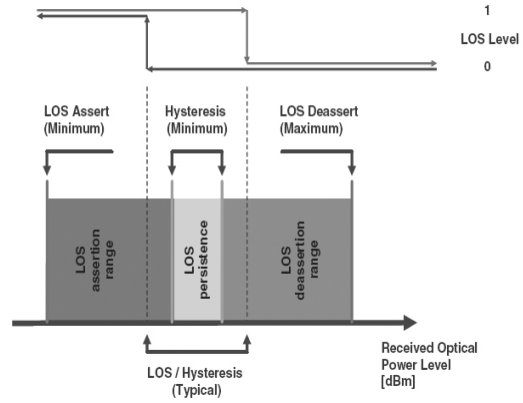 1
LOS Level
0
LOS Assert
(Minimum)
Hysteresis
(Minimum)
LOS Deassert
(Maximum)
LOS
assertion
range
LOS
persistence
LOS
deassertion
range
Received Optical
Power Level
[dBm]
LOS / Hysteresis
(Typical)